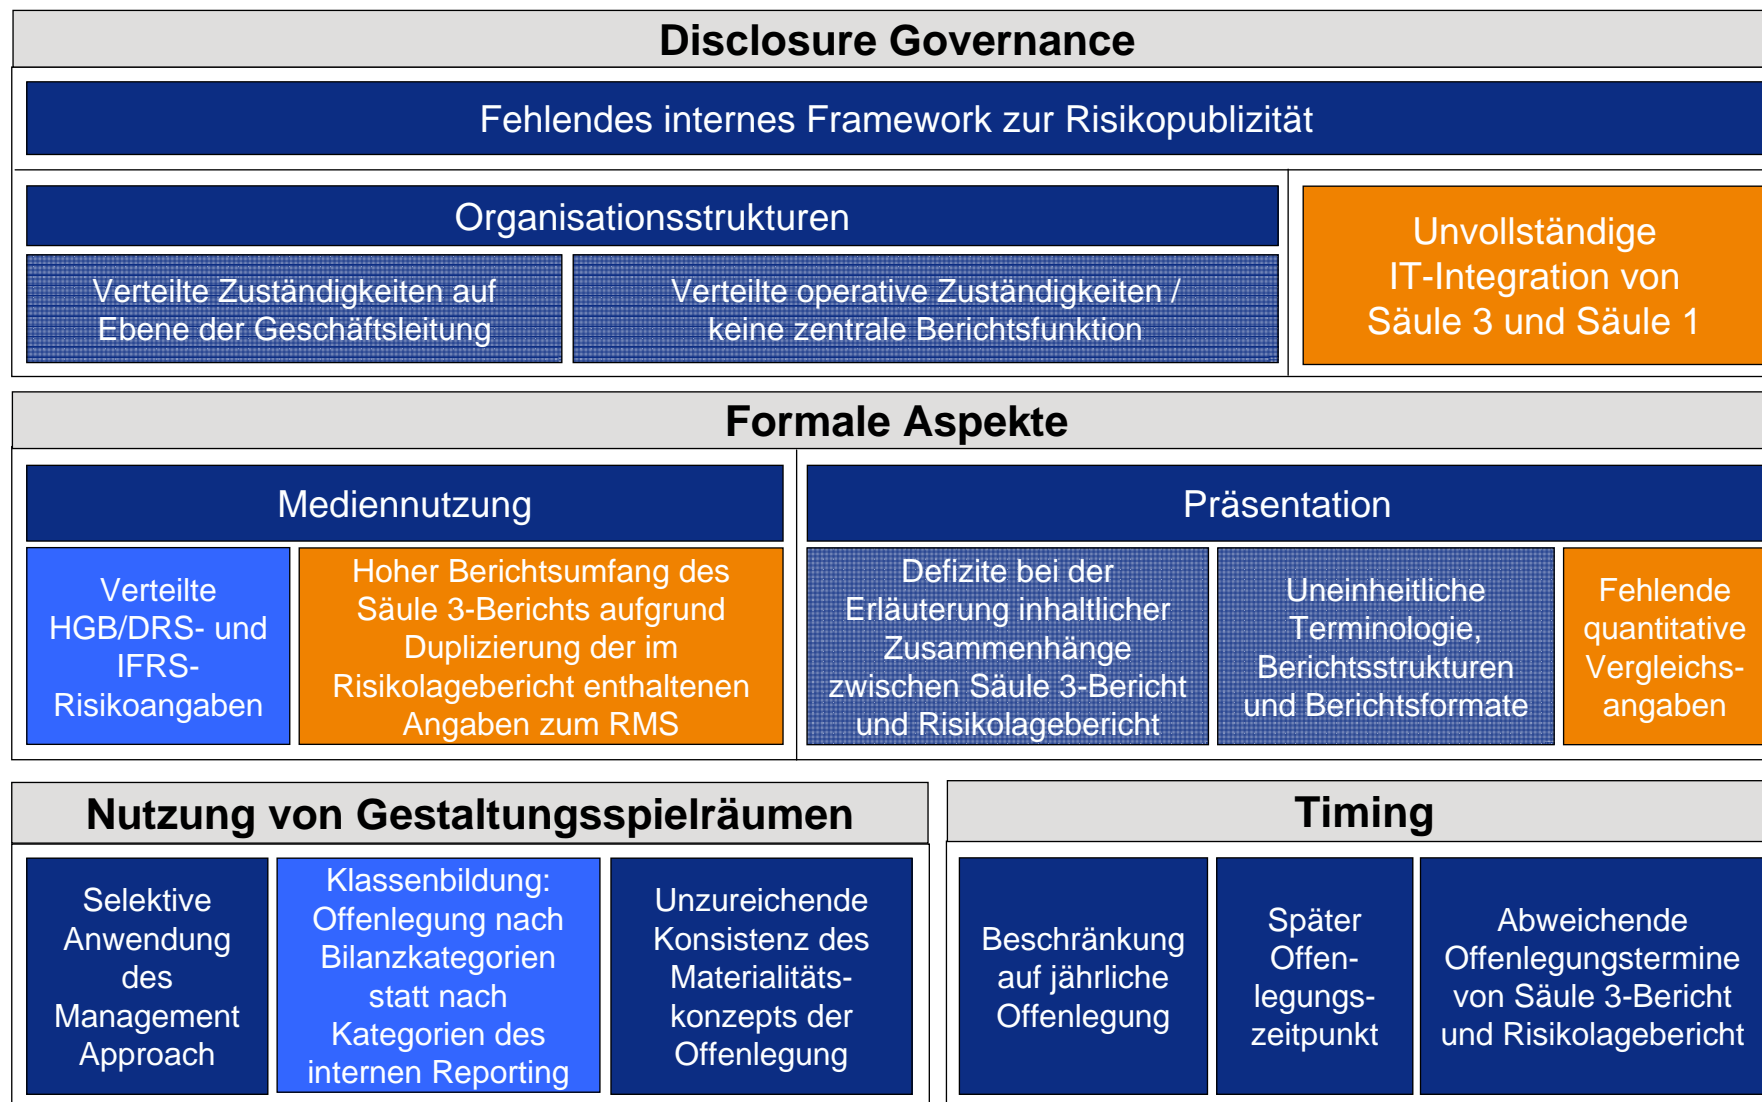 Disclosure Governance
Fehlendes internes Framework zur Risikopublizität
Organisationsstrukturen
Verteilte Zuständigkeiten auf
Ebene der Geschäftsleitung
Verteilte operative Zuständigkeiten /
keine zentrale Berichtsfunktion
Unvollständige
IT-Integration von
Säule 3 und Säule 1
Formale Aspekte
Mediennutzung
Verteilte
HGB/DRS- und
IFRS-
Risikoangaben
Hoher Berichtsumfang des
Säule 3-Berichts aufgrund
Duplizierung der im
Risikolagebericht enthaltenen
Angaben zum RMS
Präsentation
Defizite bei der
Erläuterung inhaltlicher
Zusammenhänge
zwischen Säule 3-Bericht
und Risikolagebericht
Uneinheitliche
Terminologie,
Berichtsstrukturen
und Berichtsformate
Fehlende
quantitative
Vergleichs-
angaben
Nutzung von Gestaltungsspielräumen
Selektive
Anwendung
des
Management
Approach
Klassenbildung:
Offenlegung nach
Bilanzkategorien
statt nach
Kategorien des
internen Reporting
Unzureichende
Konsistenz des
Materialitäts-
konzepts der
Offenlegung
Timing
Beschränkung
auf jährliche
Offenlegung
Später
Offen-
legungs-
zeitpunkt
Abweichende
Offenlegungstermine
von Säule 3-Bericht
und Risikolagebericht